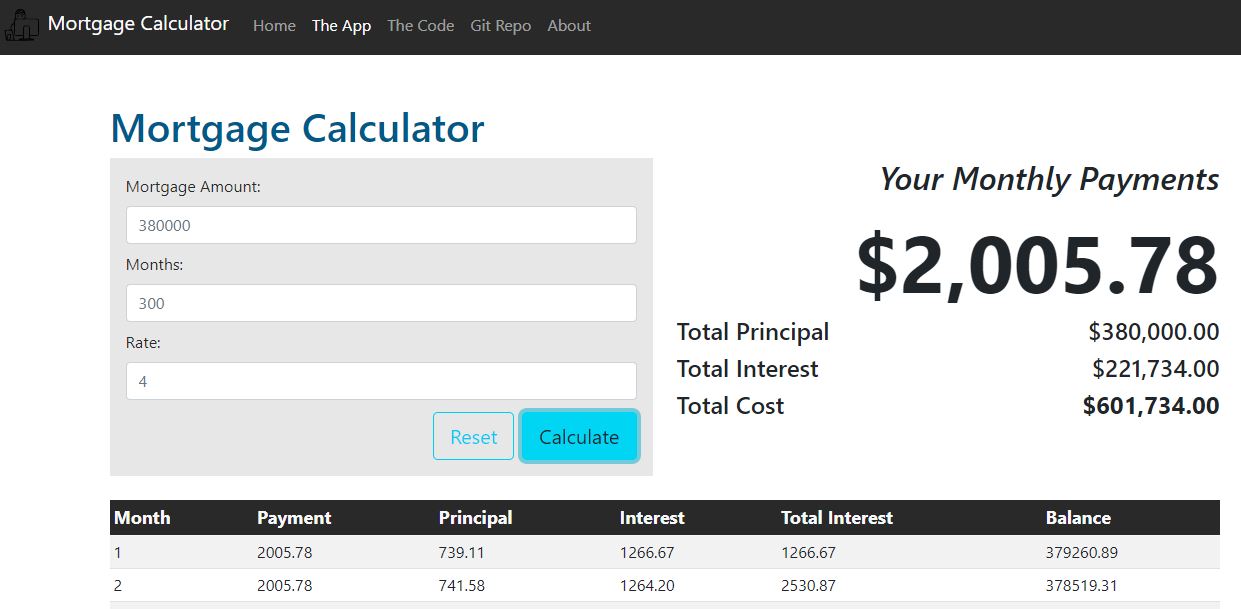 Mortgage Calculator Home The App The Code Git Repo About
Mortgage Calculator
Mortgage Amount:
380000
Months:
300
Rate:
4
Reset Calculate
Your Monthly Payments
$2,005.78
Total Principal $380,000.00
Total Interest $221,734.00
Total Cost $601,734.00
Month Payment Principal Interest Total Interest Balance
1 2005.78 739.11 1266.67 1266.67 379260.89
2 2005.78 741.58 1264.20 2530.87 378519.31